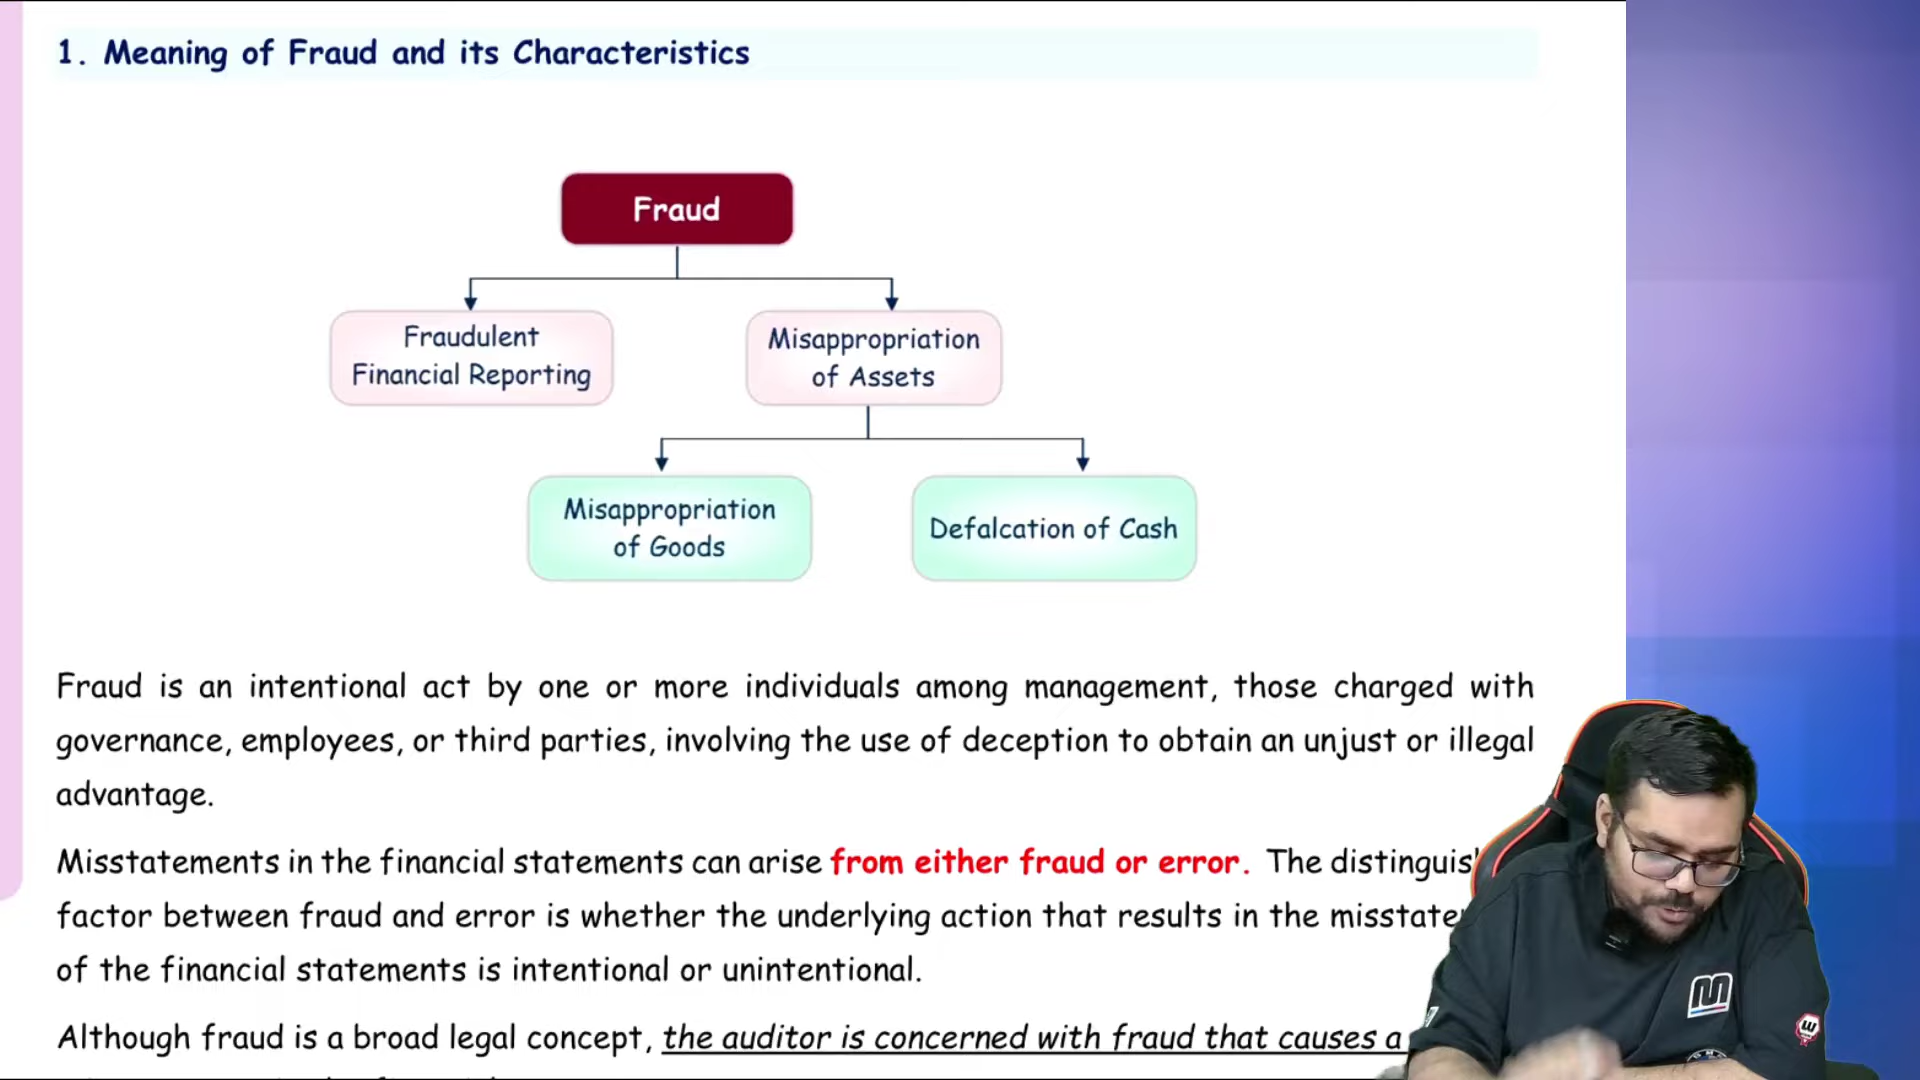 1. Meaning of Fraud and its Characteristics
Fraud
Fraudulent
Financial Reporting
Misappropriation
of Assets
Misappropriation
of Goods
Defalcation of Cash
Fraud is an intentional act by one or more individuals among management, those charged with
governance, employees, or third parties, involving the use of deception to obtain an unjust or illegal
advantage.
Misstatements in the financial statements can arise from either fraud or error. The
factor between fraud and error is whether the underlying action that results in the
of the financial statements is intentional or unintentional.
Although fraud is a broad legal concept, the auditor is concerned with fraud that causes a